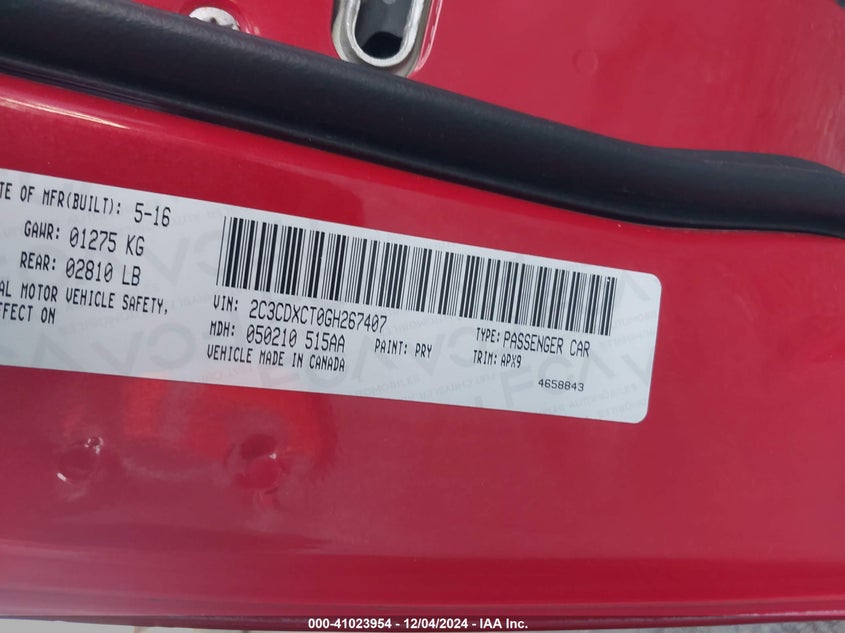 TE OF MFR(BUILT): 5-16
GAWR: 01275 KG
REAR: 02810 LB
AL MOTOR VEHICLE SAFETY,
FFECT ON
VIN: 2C3CDXCT0GH267407
MDH: 050210 515AA
PAINT: PRY
VEHICLE MADE IN CANADA
TYPE: PASSENGER CAR
TRIM: APX9
4658843
000-41023954 - 12/04/2024 - IAA Inc.